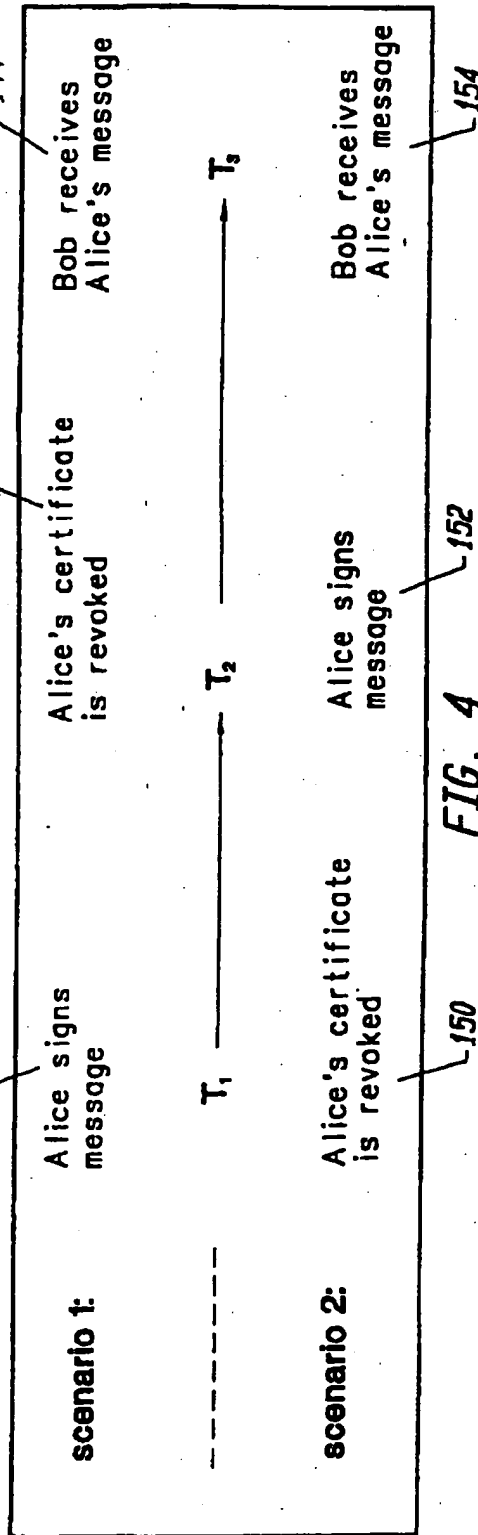 scenario 1:
Alice signs
message
Alice's certificate
is revoked
Bob receives
Alice's message
T1
T2
T3
scenario 2:
Alice's certificate
is revoked
Alice signs
message
Bob receives
Alice's message
150
152
154
FIG. 4